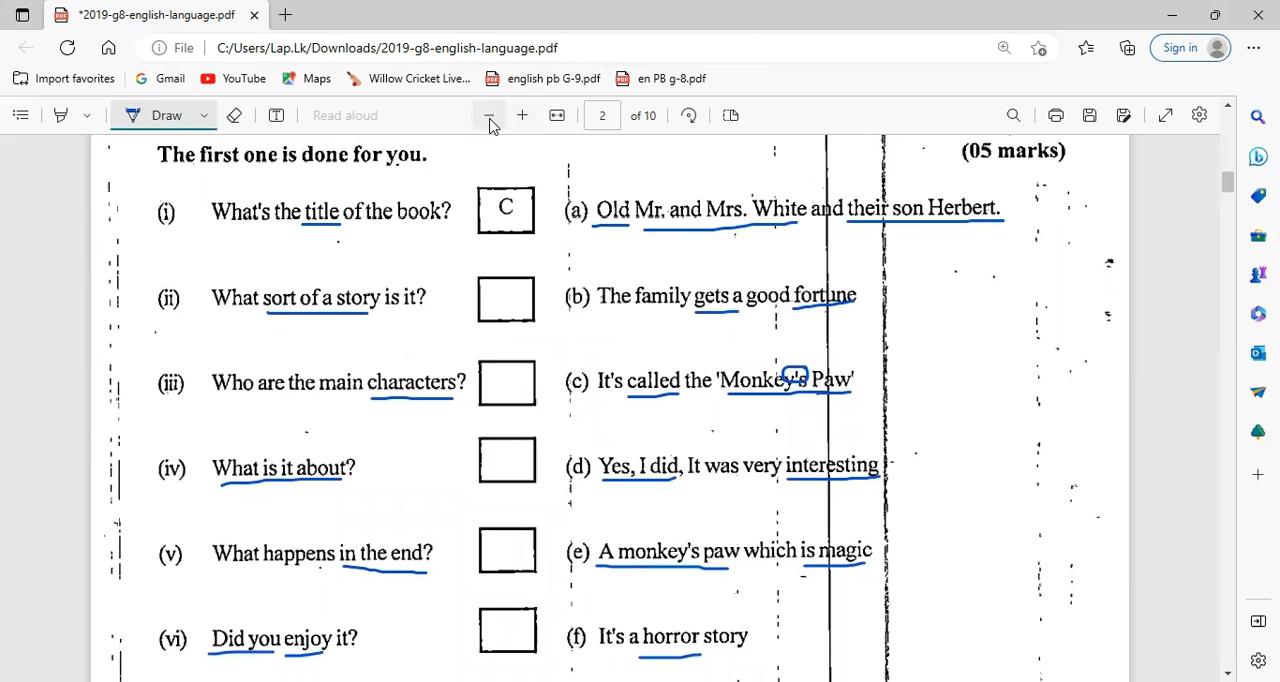 *2019-g8-english-language.pdf
File C:/Users/Lap.Lk/Downloads/2019-g8-english-language.pdf Sign in
Import favorites Gmail YouTube Maps Willow Cricket Live... english pb G-9.pdf en PB g-8.pdf
Draw Read aloud 2 of 10
The first one is done for you. (05 marks)
(i) What's the title of the book? C (a) Old Mr. and Mrs. White and their son Herbert.
(ii) What sort of a story is it? (b) The family gets a good fortune
(iii) Who are the main characters? (c) It's called the 'Monkey's Paw'
(iv) What is it about? (d) Yes, I did, It was very interesting
(v) What happens in the end? (e) A monkey's paw which is magic
(vi) Did you enjoy it? (f) It's a horror story